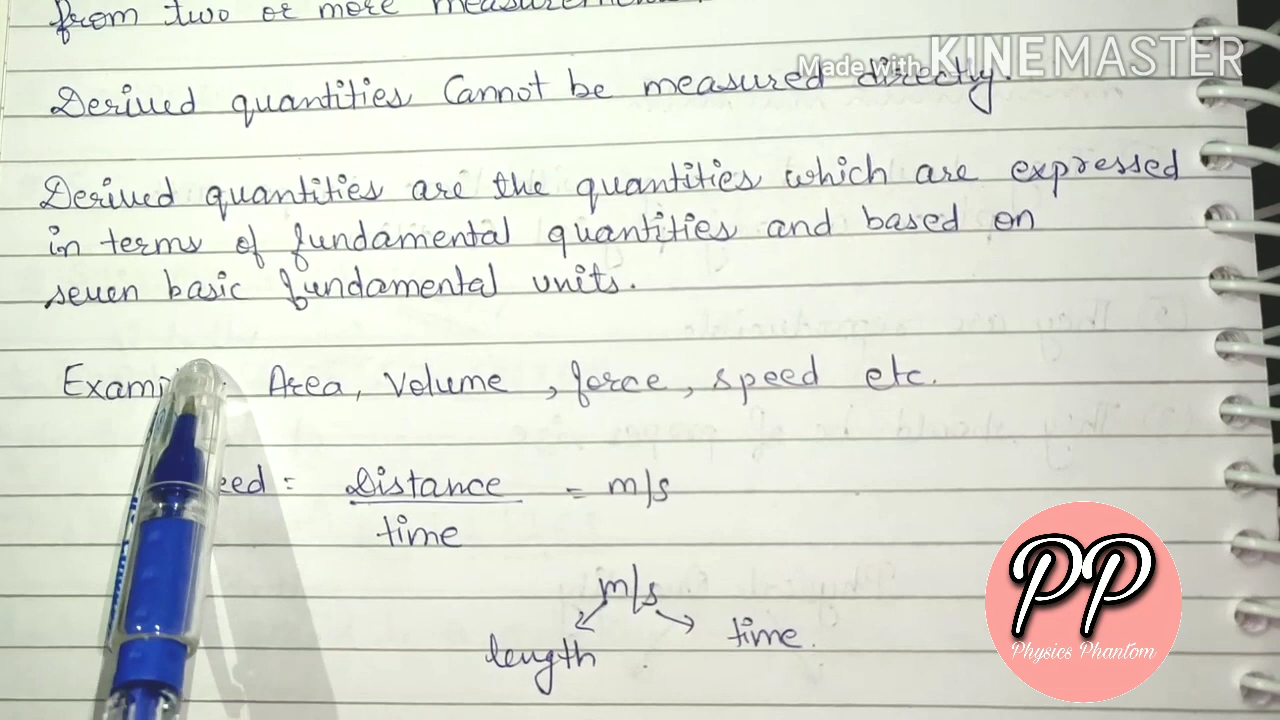 from two or more
Made with KINEMASTER
Derived quantities Cannot be measured directly.
Derived quantities are the quantities which are expressed
in terms of fundamental quantities and based on
seven basic fundamental units.
Area, Volume, force, speed etc.
= Distance = m/s
time
m/s
length time.
PP
Physics Phantom